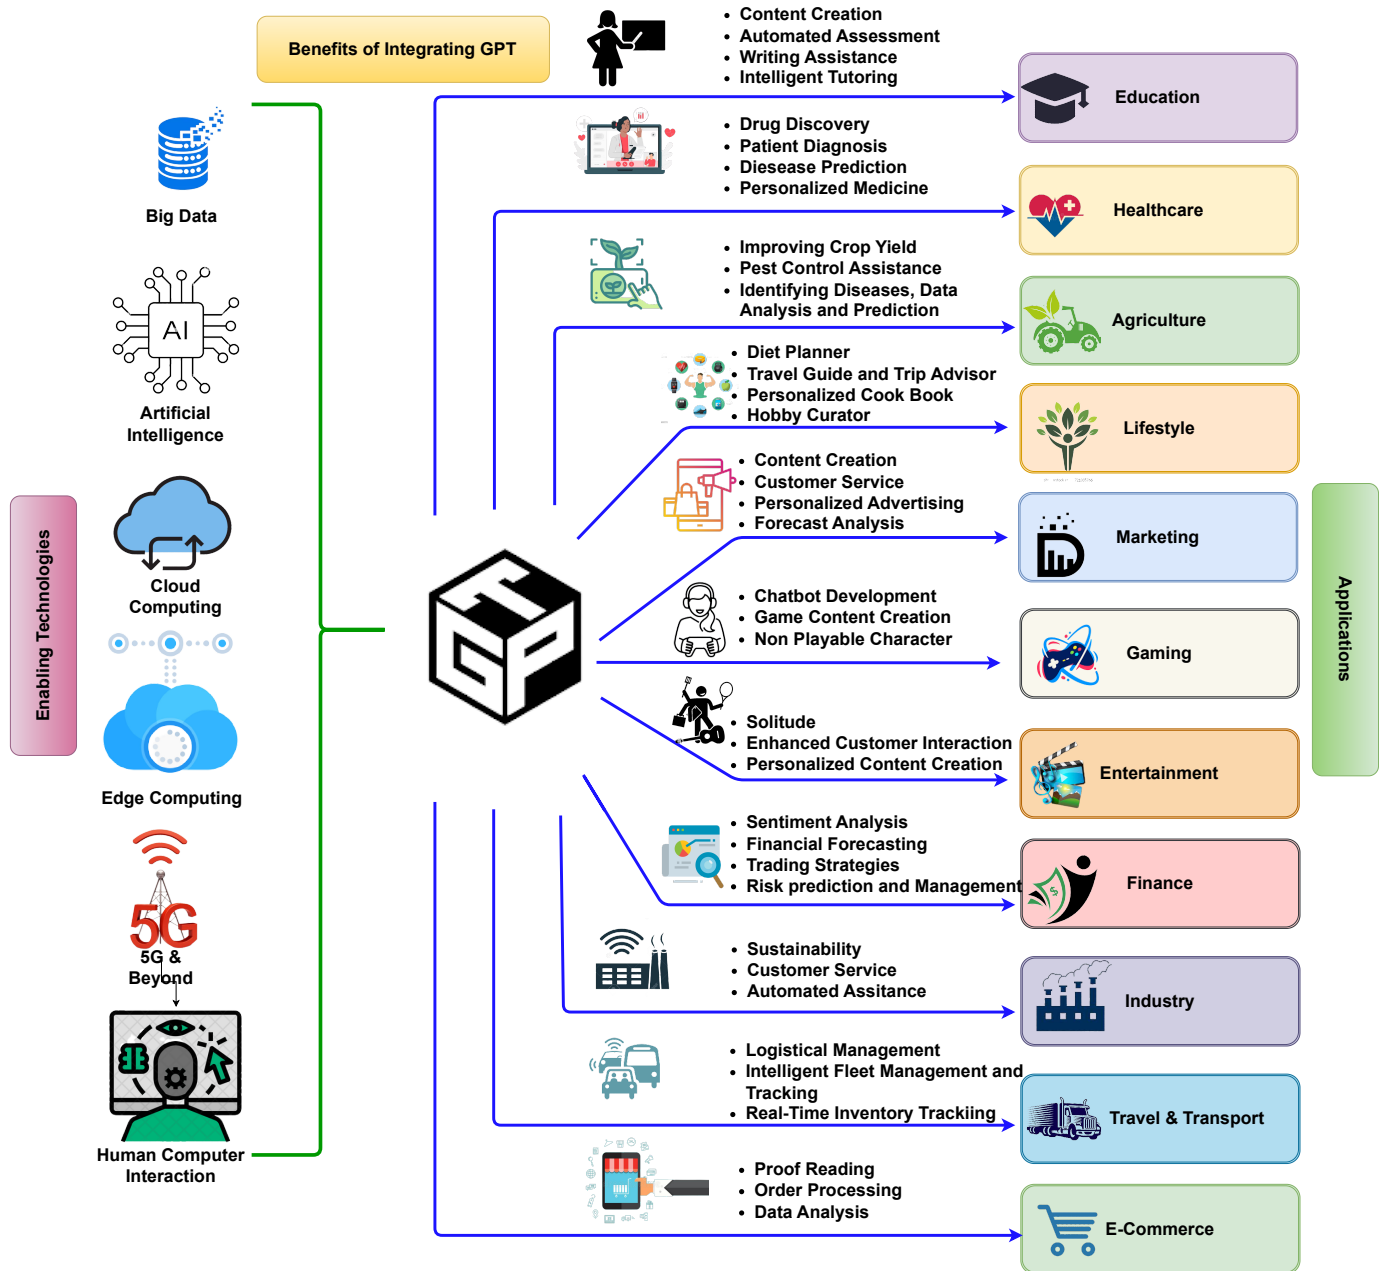 Benefits of Integrating GPT
Enabling Technologies
Big Data
AI
Artificial
Intelligence
Cloud
Computing
Edge Computing
5G
5G &
Beyond
Human Computer
Interaction
GPT
Content Creation
Automated Assessment
Writing Assistance
Intelligent Tutoring
Education
Drug Discovery
Patient Diagnosis
Diesease Prediction
Personalized Medicine
Healthcare
Improving Crop Yield
Pest Control Assistance
Identifying Diseases, Data
Analysis and Prediction
Agriculture
Diet Planner
Travel Guide and Trip Advisor
Personalized Cook Book
Hobby Curator
Lifestyle
Content Creation
Customer Service
Personalized Advertising
Forecast Analysis
Marketing
Chatbot Development
Game Content Creation
Non Playable Character
Gaming
Solitude
Enhanced Customer Interaction
Personalized Content Creation
Entertainment
Sentiment Analysis
Financial Forecasting
Trading Strategies
Risk prediction and Management
Finance
Sustainability
Customer Service
Automated Assitance
Industry
Logistical Management
Intelligent Fleet Management and
Tracking
Real-Time Inventory Trackiing
Travel & Transport
Proof Reading
Order Processing
Data Analysis
E-Commerce
Applications